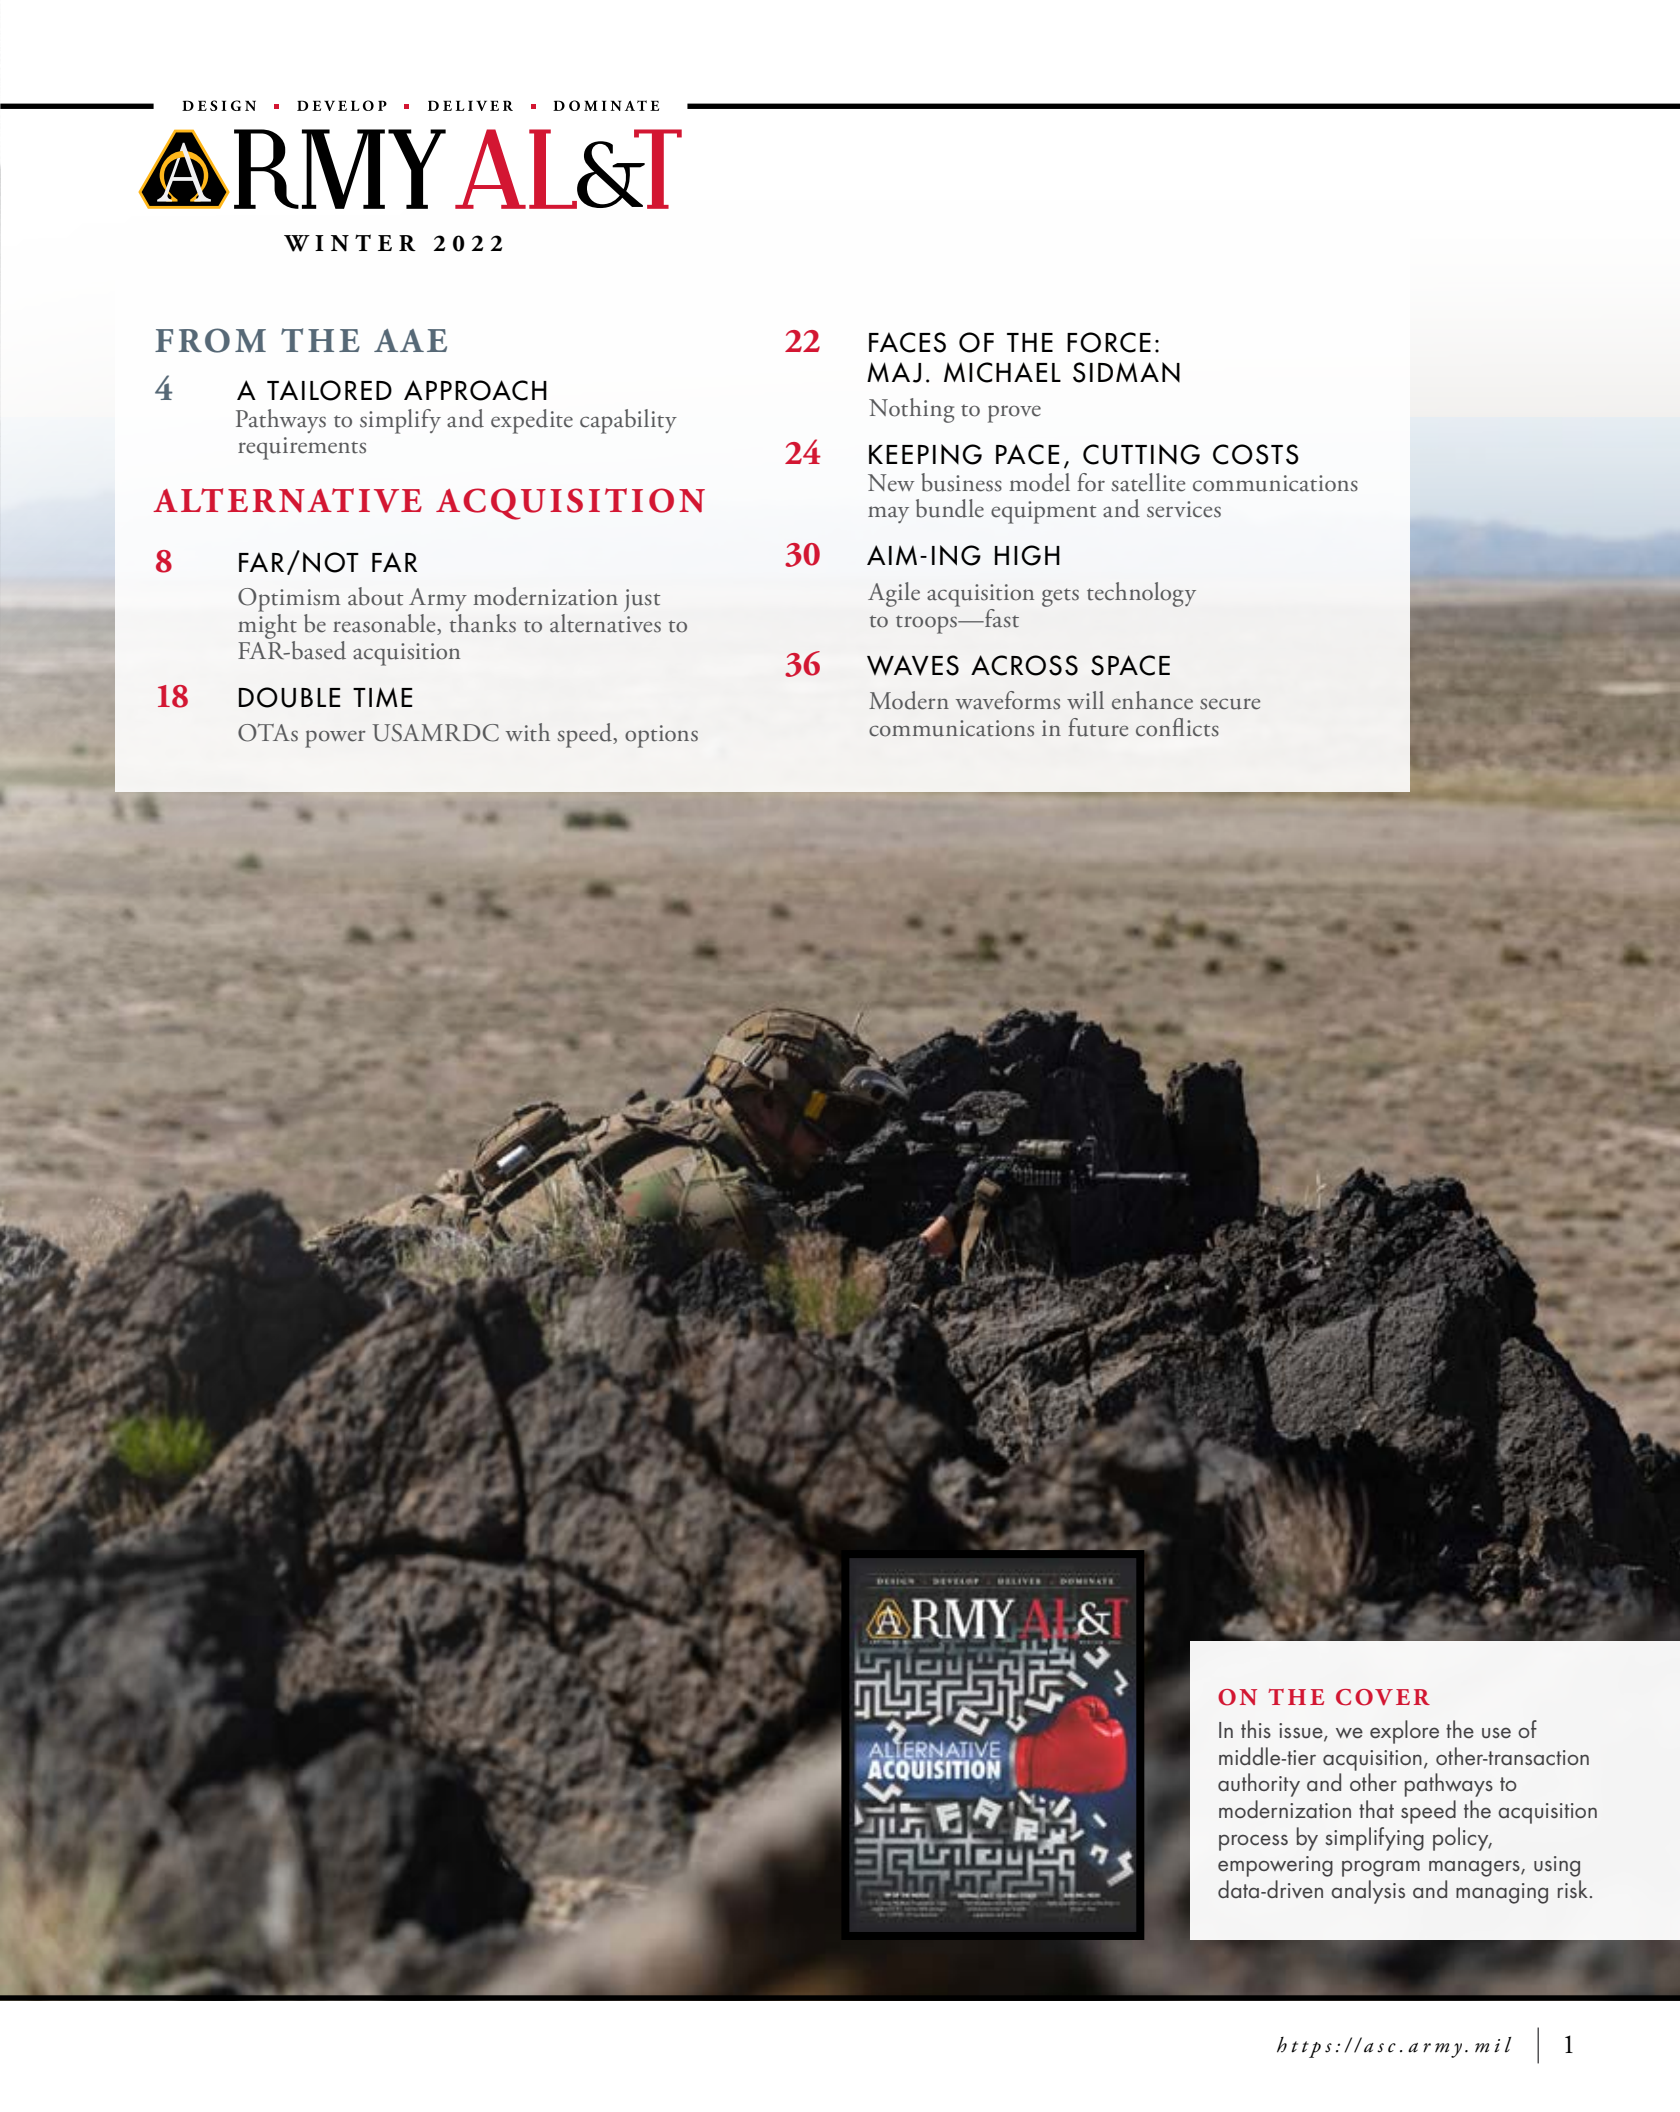 DESIGN ▪ DEVELOP ▪ DELIVER ▪ DOMINATE
ARMY AL&T
WINTER 2022
FROM THE AAE
4 A TAILORED APPROACH
Pathways to simplify and expedite capability
requirements
ALTERNATIVE ACQUISITION
8 FAR/NOT FAR
Optimism about Army modernization just
might be reasonable, thanks to alternatives to
FAR-based acquisition
18 DOUBLE TIME
OTAs power USAMRDC with speed, options
22 FACES OF THE FORCE:
MAJ. MICHAEL SIDMAN
Nothing to prove
24 KEEPING PACE, CUTTING COSTS
New business model for satellite communications
may bundle equipment and services
30 AIM-ING HIGH
Agile acquisition gets technology
to troops—fast
36 WAVES ACROSS SPACE
Modern waveforms will enhance secure
communications in future conflicts
DESIGN DEVELOP DELIVER DOMINATE
ARMY AL&T
ALTERNATIVE
ACQUISITION
FAR
ON THE COVER
In this issue, we explore the use of
middle-tier acquisition, other-transaction
authority and other pathways to
modernization that speed the acquisition
process by simplifying policy,
empowering program managers, using
data-driven analysis and managing risk.
https://asc.army.mil | 1